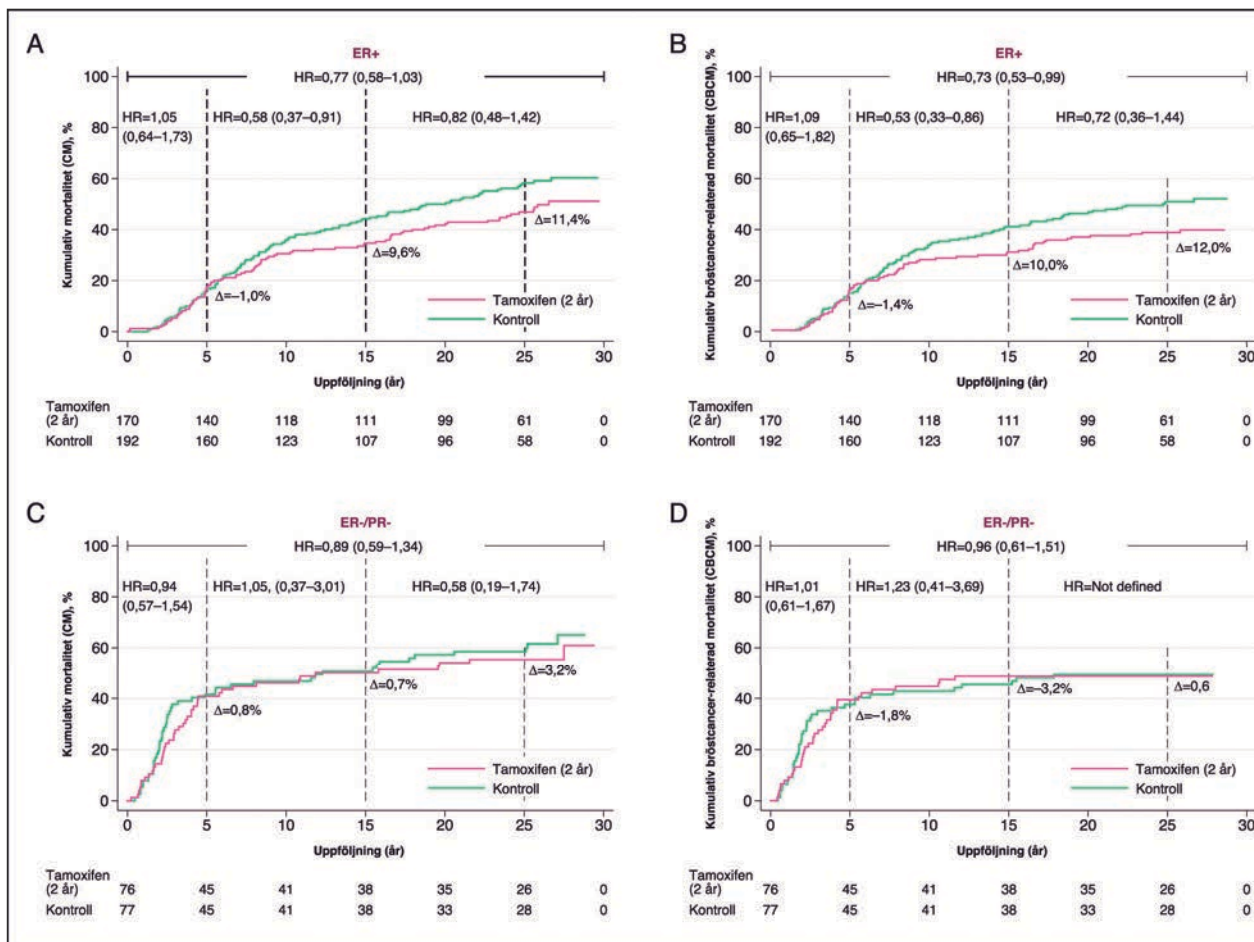 A
ER+
HR=0,77 (0,58–1,03)
HR=1,05
(0,64–1,73)
HR=0,58 (0,37–0,91)
HR=0,82 (0,48–1,42)
Kumulativ mortalitet (CM), %
100
80
60
40
20
0
Δ=–1,0%
Δ=9,6%
Δ=11,4%
Tamoxifen (2 år)
Kontroll
0 5 10 15 20 25 30
Uppföljning (år)
Tamoxifen
(2 år) 170 140 118 111 99 61 0
Kontroll 192 160 123 107 96 58 0
B
ER+
HR=0,73 (0,53–0,99)
HR=1,09
(0,65–1,82)
HR=0,53 (0,33–0,86)
HR=0,72 (0,36–1,44)
Kumulativ bröstcancer-relaterad mortalitet (CBCM), %
100
80
60
40
20
0
Δ=–1,4%
Δ=10,0%
Δ=12,0%
Tamoxifen (2 år)
Kontroll
0 5 10 15 20 25 30
Uppföljning (år)
170 140 118 111 99 61 0
192 160 123 107 96 58 0
C
ER-/PR-
HR=0,89 (0,59–1,34)
HR=0,94
(0,57–1,54)
HR=1,05, (0,37–3,01)
HR=0,58 (0,19–1,74)
Kumulativ mortalitet (CM), %
100
80
60
40
20
0
Δ=0,8%
Δ=0,7%
Δ=3,2%
Tamoxifen (2 år)
Kontroll
0 5 10 15 20 25 30
Uppföljning (år)
Tamoxifen
(2 år) 76 45 41 38 35 26 0
Kontroll 77 45 41 38 33 28 0
D
ER-/PR-
HR=0,96 (0,61–1,51)
HR=1,01
(0,61–1,67)
HR=1,23 (0,41–3,69)
HR=Not defined
Kumulativ bröstcancer-relaterad mortalitet (CBCM), %
100
80
60
40
20
0
Δ=–1,8%
Δ=–3,2%
Δ=0,6
Tamoxifen (2 år)
Kontroll
0 5 10 15 20 25 30
Uppföljning (år)
76 45 41 38 35 26 0
77 45 41 38 33 28 0